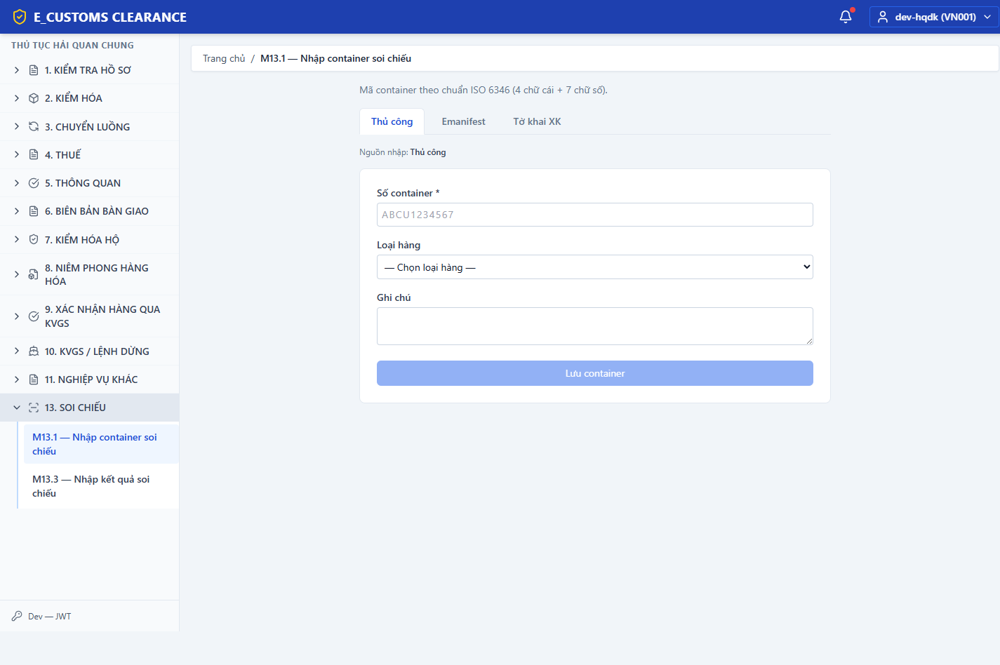 E_CUSTOMS CLEARANCE
dev-hqdk (VN001)
THỦ TỤC HẢI QUAN CHUNG
1. KIỂM TRA HỒ SƠ
2. KIỂM HÓA
3. CHUYỂN LUỒNG
4. THUẾ
5. THÔNG QUAN
6. BIÊN BẢN BÀN GIAO
7. KIỂM HÓA HỘ
8. NIÊM PHONG HÀNG
HÓA
9. XÁC NHẬN HÀNG QUA
KVGS
10. KVGS / LỆNH DỪNG
11. NGHIỆP VỤ KHÁC
13. SOI CHIẾU
M13.1 — Nhập container soi
chiếu
M13.3 — Nhập kết quả soi
chiếu
Dev — JWT
Trang chủ / M13.1 — Nhập container soi chiếu
Mã container theo chuẩn ISO 6346 (4 chữ cái + 7 chữ số).
Thủ công Emanifest Tờ khai XK
Nguồn nhập: Thủ công
Số container *
ABCU1234567
Loại hàng
— Chọn loại hàng —
Ghi chú
Lưu container